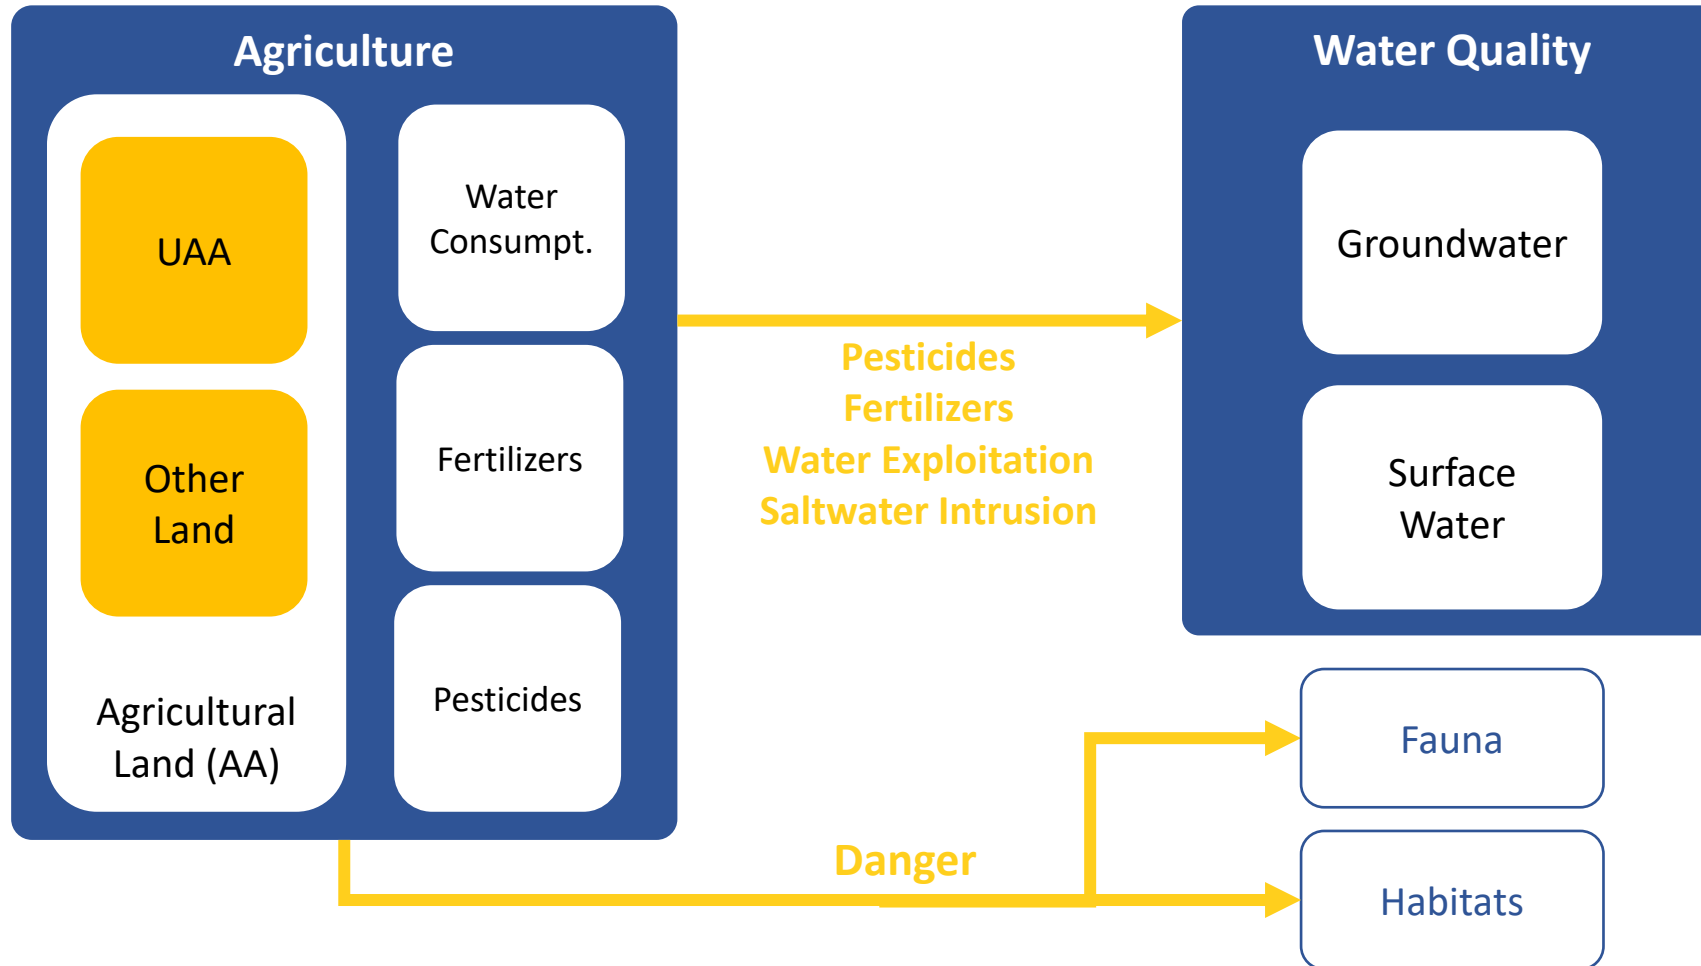 Agriculture
UAA
Other
Land
Agricultural
Land (AA)
Water
Consumpt.
Fertilizers
Pesticides
Pesticides
Fertilizers
Water Exploitation
Saltwater Intrusion
Water Quality
Groundwater
Surface
Water
Danger
Fauna
Habitats